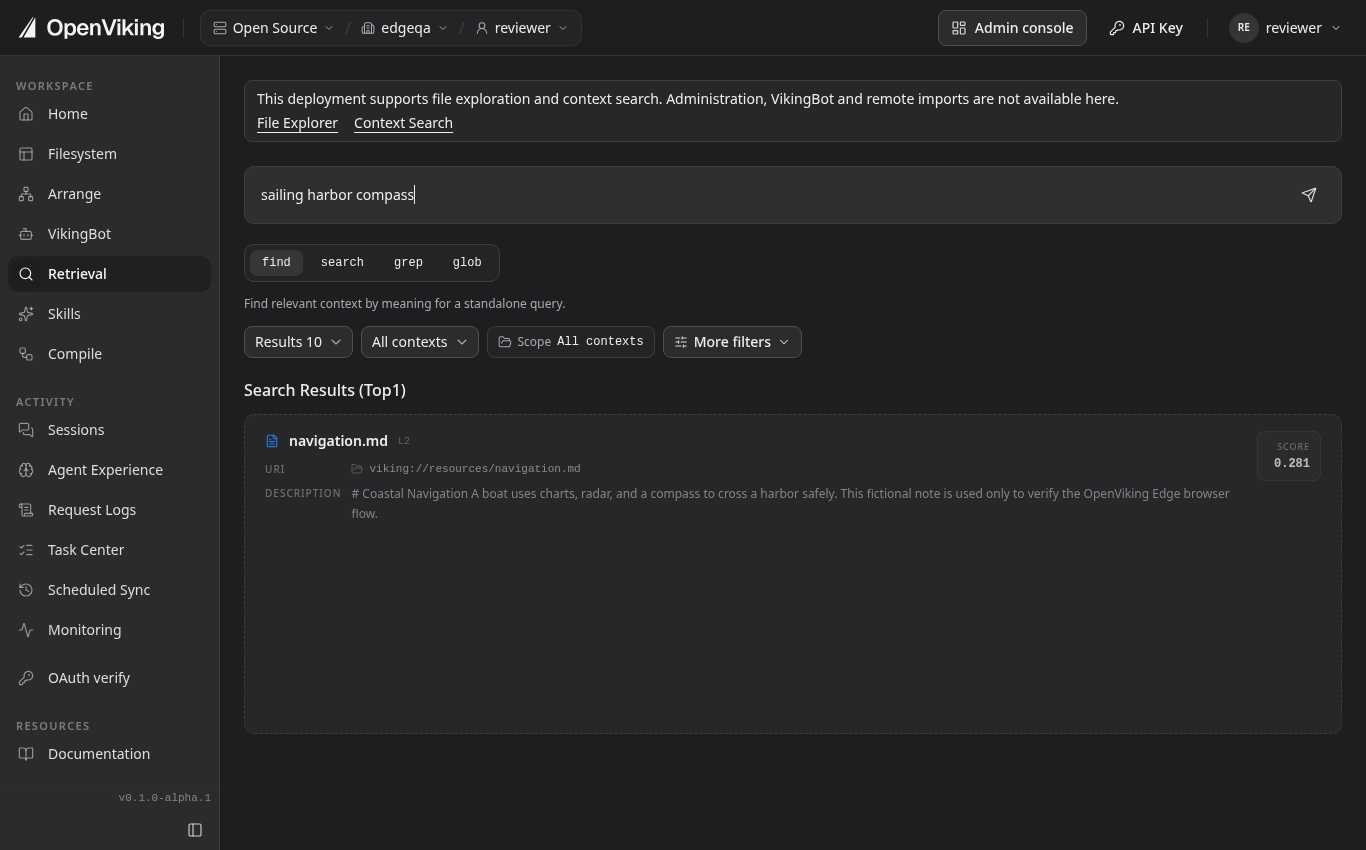 OpenViking
Open Source / edgeqa / reviewer
Admin console
API Key
RE
reviewer
WORKSPACE
Home
Filesystem
Arrange
VikingBot
Retrieval
Skills
Compile
ACTIVITY
Sessions
Agent Experience
Request Logs
Task Center
Scheduled Sync
Monitoring
OAuth verify
RESOURCES
Documentation
v0.1.0-alpha.1
This deployment supports file exploration and context search. Administration, VikingBot and remote imports are not available here.
File Explorer Context Search
sailing harbor compass
find search grep glob
Find relevant context by meaning for a standalone query.
Results 10 All contexts Scope All contexts More filters
Search Results (Top1)
navigation.md L2
SCORE
0.281
URI viking://resources/navigation.md
DESCRIPTION # Coastal Navigation A boat uses charts, radar, and a compass to cross a harbor safely. This fictional note is used only to verify the OpenViking Edge browser
flow.